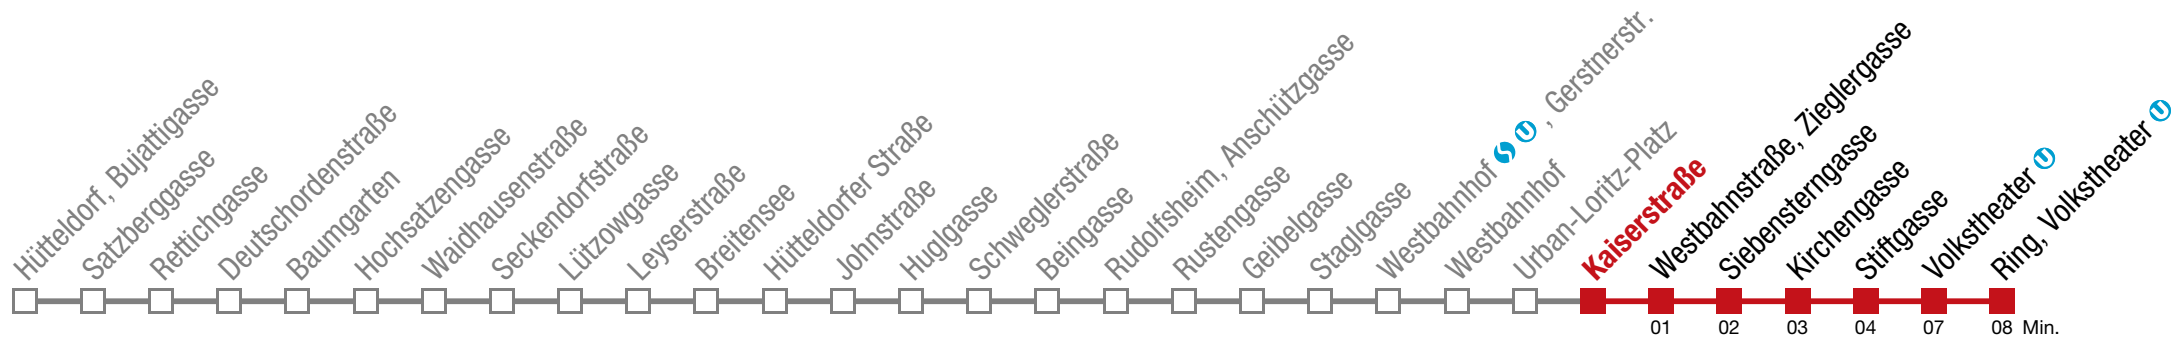 Hütteldorf, Bujattigasse
Satzberggasse
Rettichgasse
Deutschordenstraße
Baumgarten
Hochsatzengasse
Waidhausenstraße
Seckendorfstraße
Lützowgasse
Leyserstraße
Breitensee
Hütteldorfer Straße
Johnstraße
Huglgasse
Schweglerstraße
Beingasse
Rudolfsheim, Anschützgasse
Rustengasse
Geibelgasse
Staglgasse
Westbahnhof S U , Gerstnerstr.
Westbahnhof
Urban-Loritz-Platz
Kaiserstraße
Westbahnstraße, Zieglergasse
Siebensterngasse
Kirchengasse
Stiftgasse
Volkstheater U
Ring, Volkstheater U
01 02 03 04 07 08 Min.